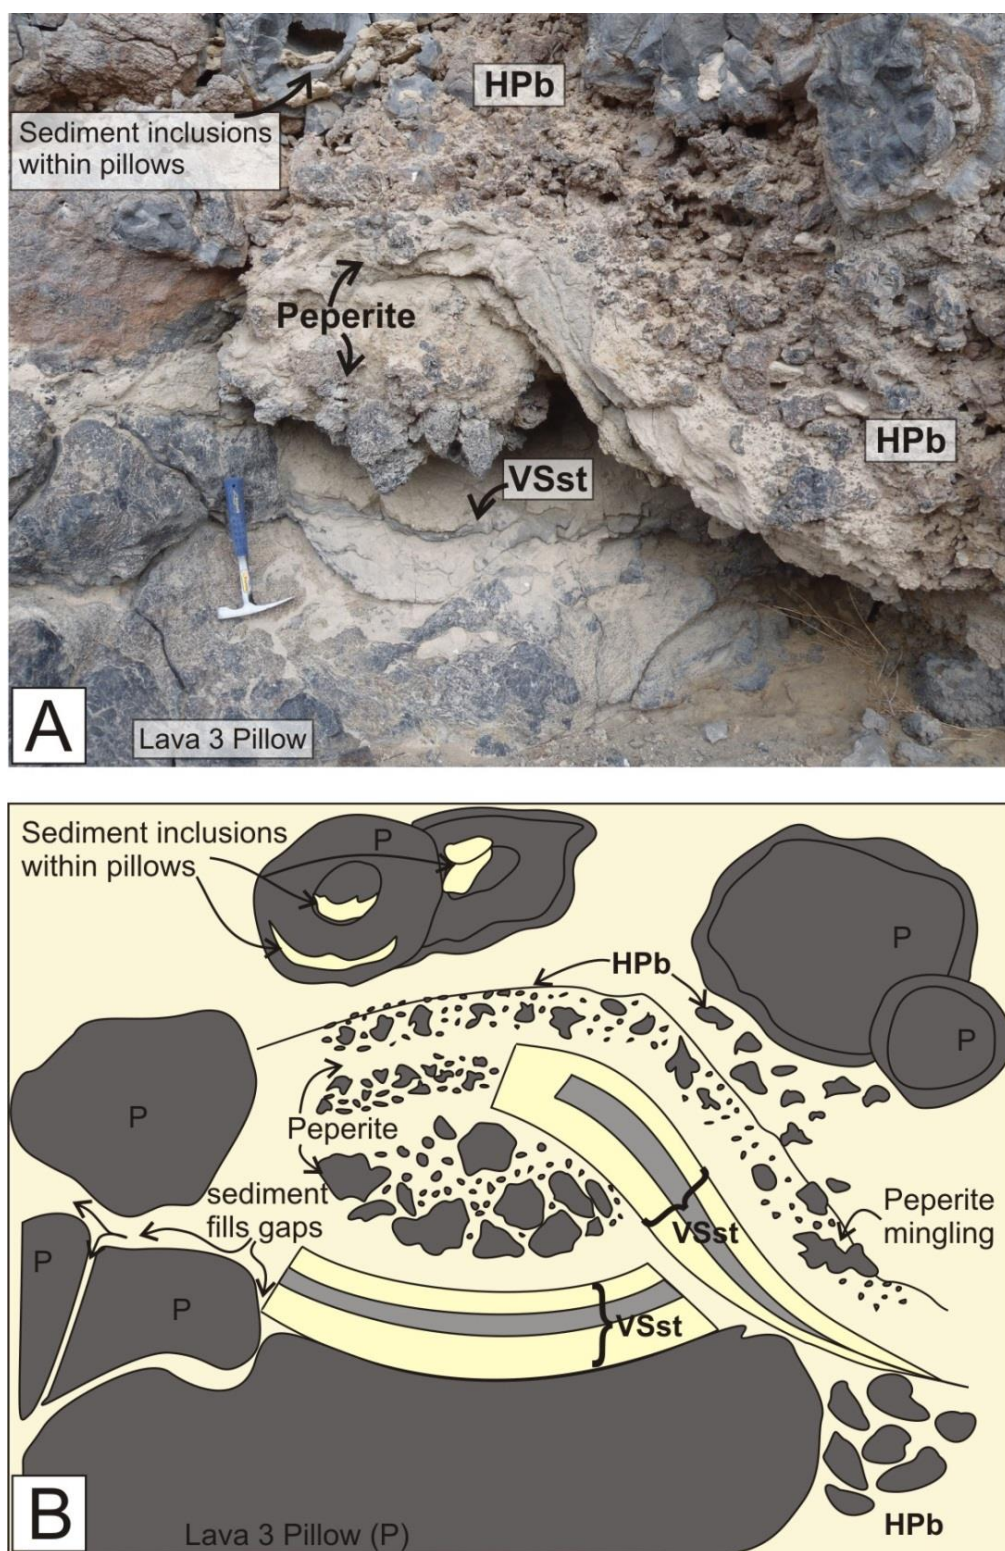 HPb
Sediment inclusions
within pillows
Peperite
HPb
VSst
A
Lava 3 Pillow
Sediment inclusions
within pillows
P
HPb
P
P
P
Peperite
sediment
fills gaps
VSst
Peperite
mingling
P
P
VSst
B
Lava 3 Pillow (P)
HPb